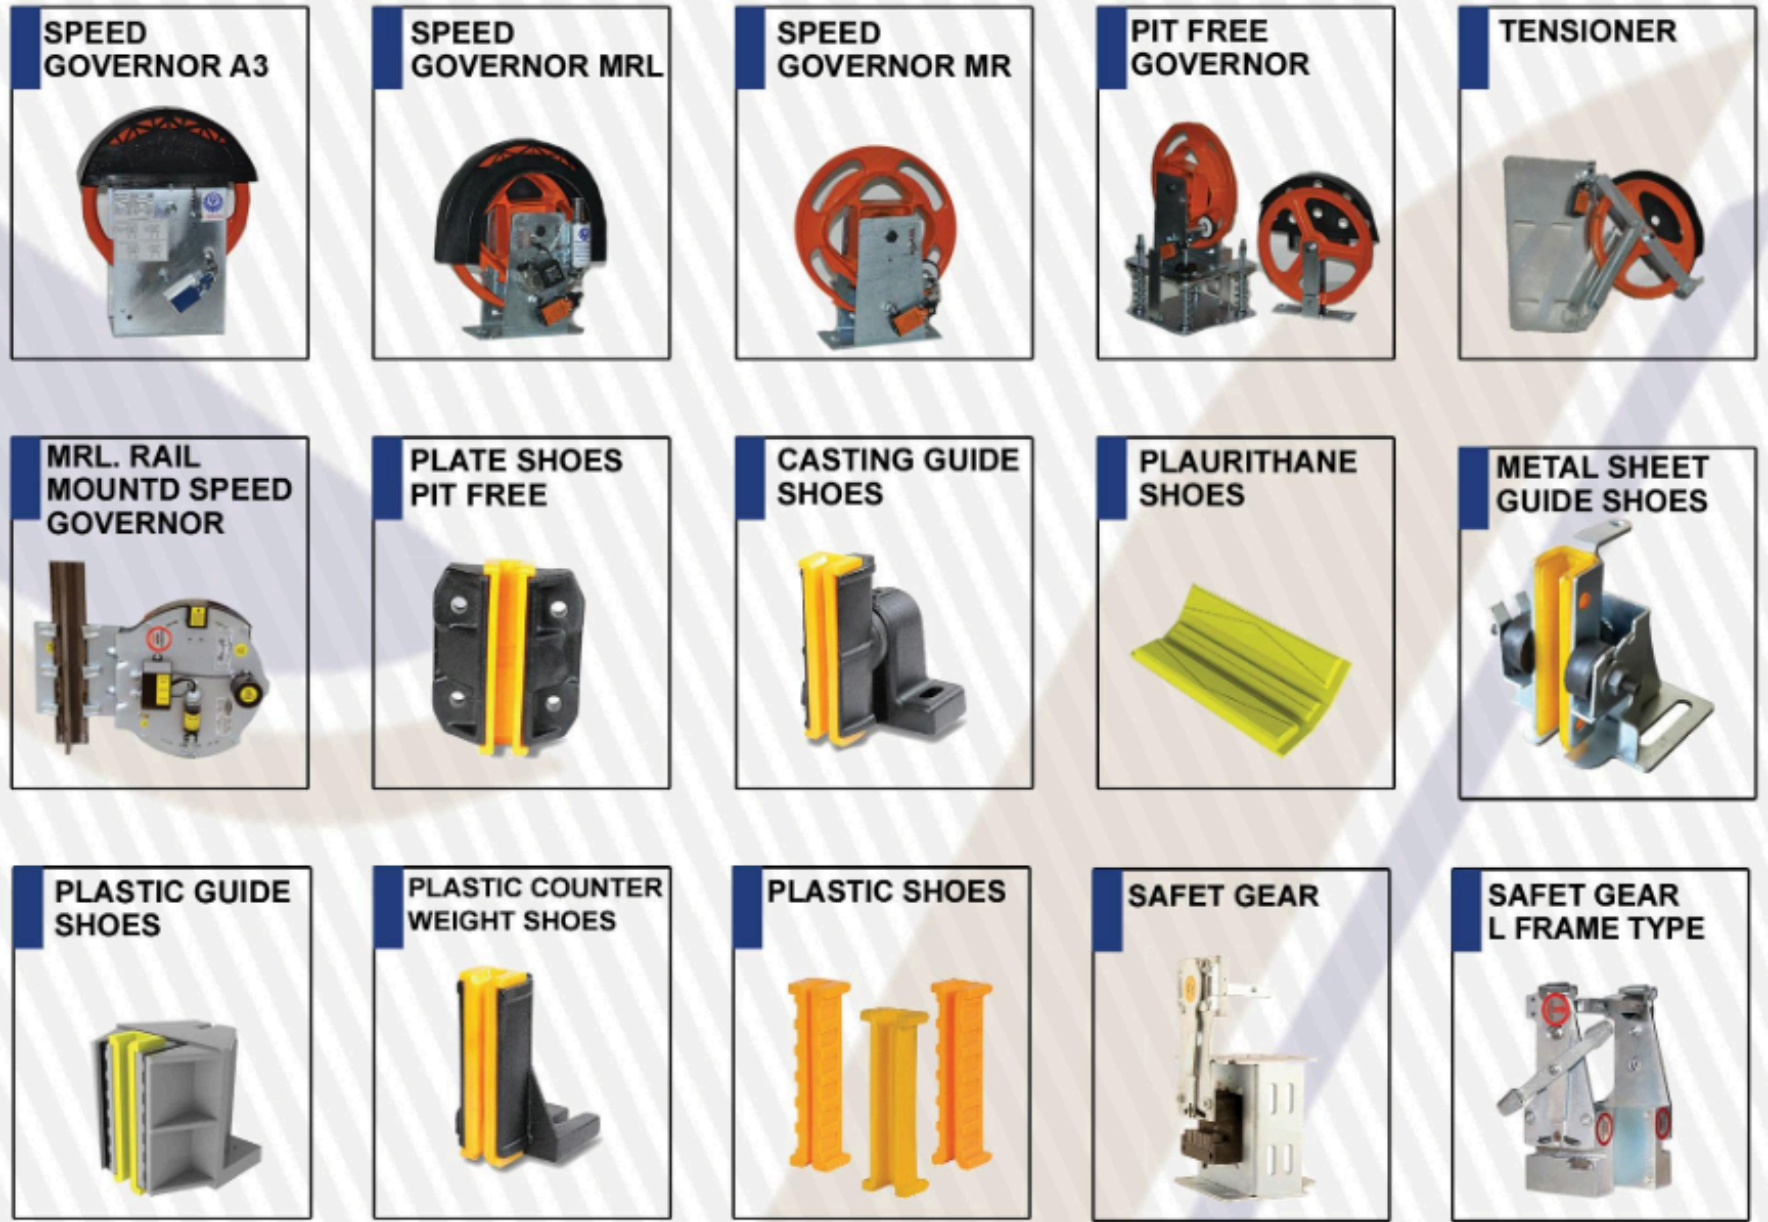 SPEED
GOVERNOR A3
SPEED
GOVERNOR MRL
SPEED
GOVERNOR MR
PIT FREE
GOVERNOR
TENSIONER
MRL. RAIL
MOUNTD SPEED
GOVERNOR
PLATE SHOES
PIT FREE
CASTING GUIDE
SHOES
PLAURITHANE
SHOES
METAL SHEET
GUIDE SHOES
PLASTIC GUIDE
SHOES
PLASTIC COUNTER
WEIGHT SHOES
PLASTIC SHOES
SAFET GEAR
SAFET GEAR
L FRAME TYPE